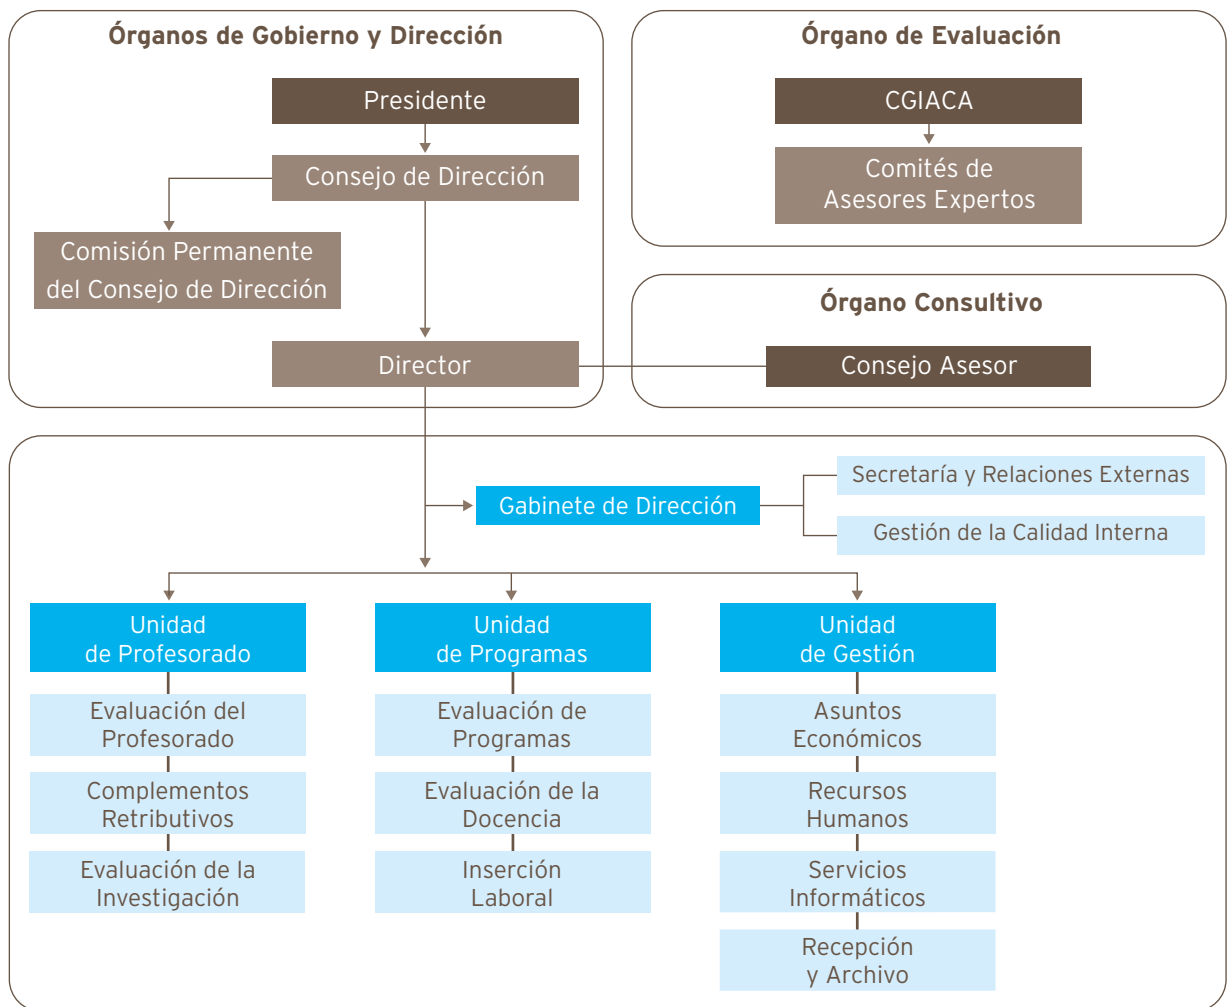 Órganos de Gobierno y Dirección
Presidente
Consejo de Dirección
Comisión Permanente
del Consejo de Dirección
Director
Órgano de Evaluación
CGIACA
Comités de
Asesores Expertos
Órgano Consultivo
Consejo Asesor
Gabinete de Dirección
Secretaría y Relaciones Externas
Gestión de la Calidad Interna
Unidad
de Profesorado
Evaluación del
Profesorado
Complementos
Retributivos
Evaluación de la
Investigación
Unidad
de Programas
Evaluación de
Programas
Evaluación de la
Docencia
Inserción
Laboral
Unidad
de Gestión
Asuntos
Económicos
Recursos
Humanos
Servicios
Informáticos
Recepción
y Archivo